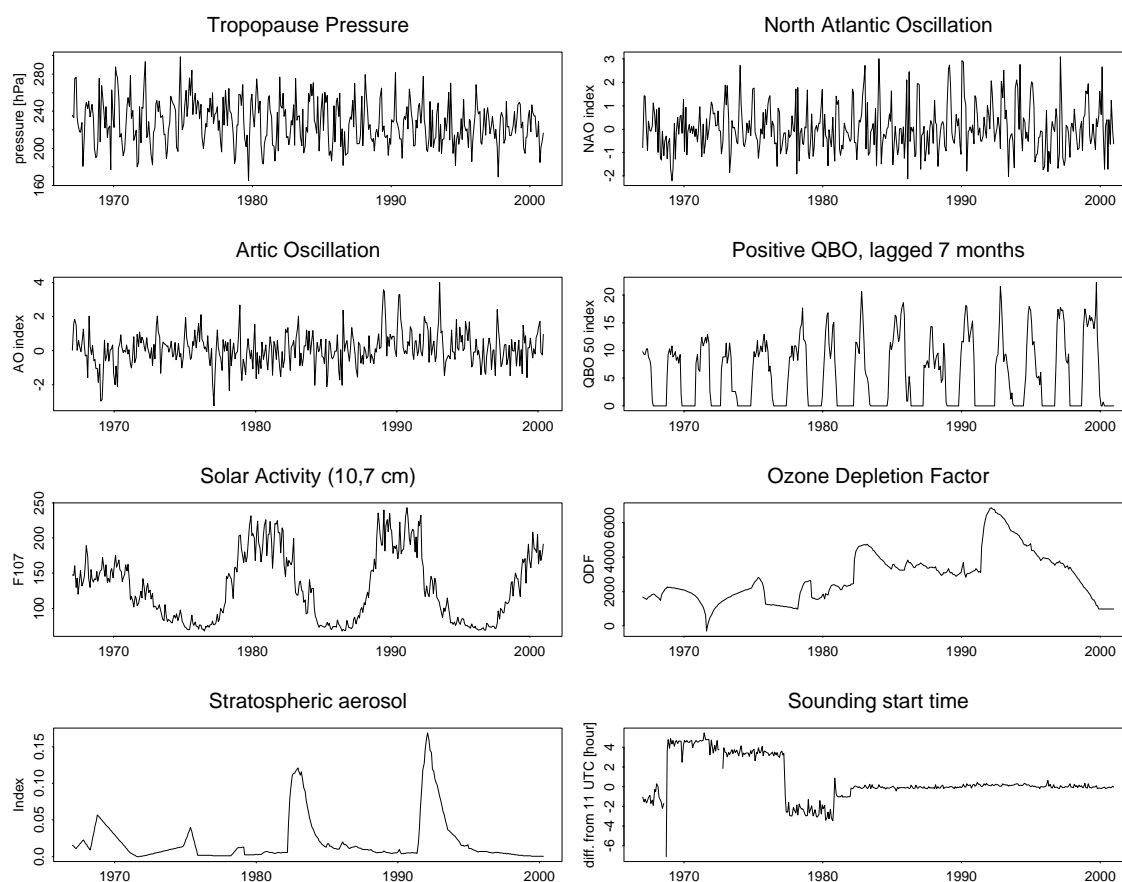 Tropopause Pressure
pressure [hPa]
160 200 240 280
1970 1980 1990 2000
North Atlantic Oscillation
NAO index
-2 -1 0 1 2 3
1970 1980 1990 2000
Artic Oscillation
AO index
-2 0 2 4
1970 1980 1990 2000
Positive QBO, lagged 7 months
QBO 50 index
0 5 10 15 20
1970 1980 1990 2000
Solar Activity (10,7 cm)
F107
100 150 200 250
1970 1980 1990 2000
Ozone Depletion Factor
ODF
0 2000 4000 6000
1970 1980 1990 2000
Stratospheric aerosol
Index
0.0 0.05 0.10 0.15
1970 1980 1990 2000
Sounding start time
diff. from 11 UTC [hour]
-6 -4 -2 0 2 4
1970 1980 1990 2000